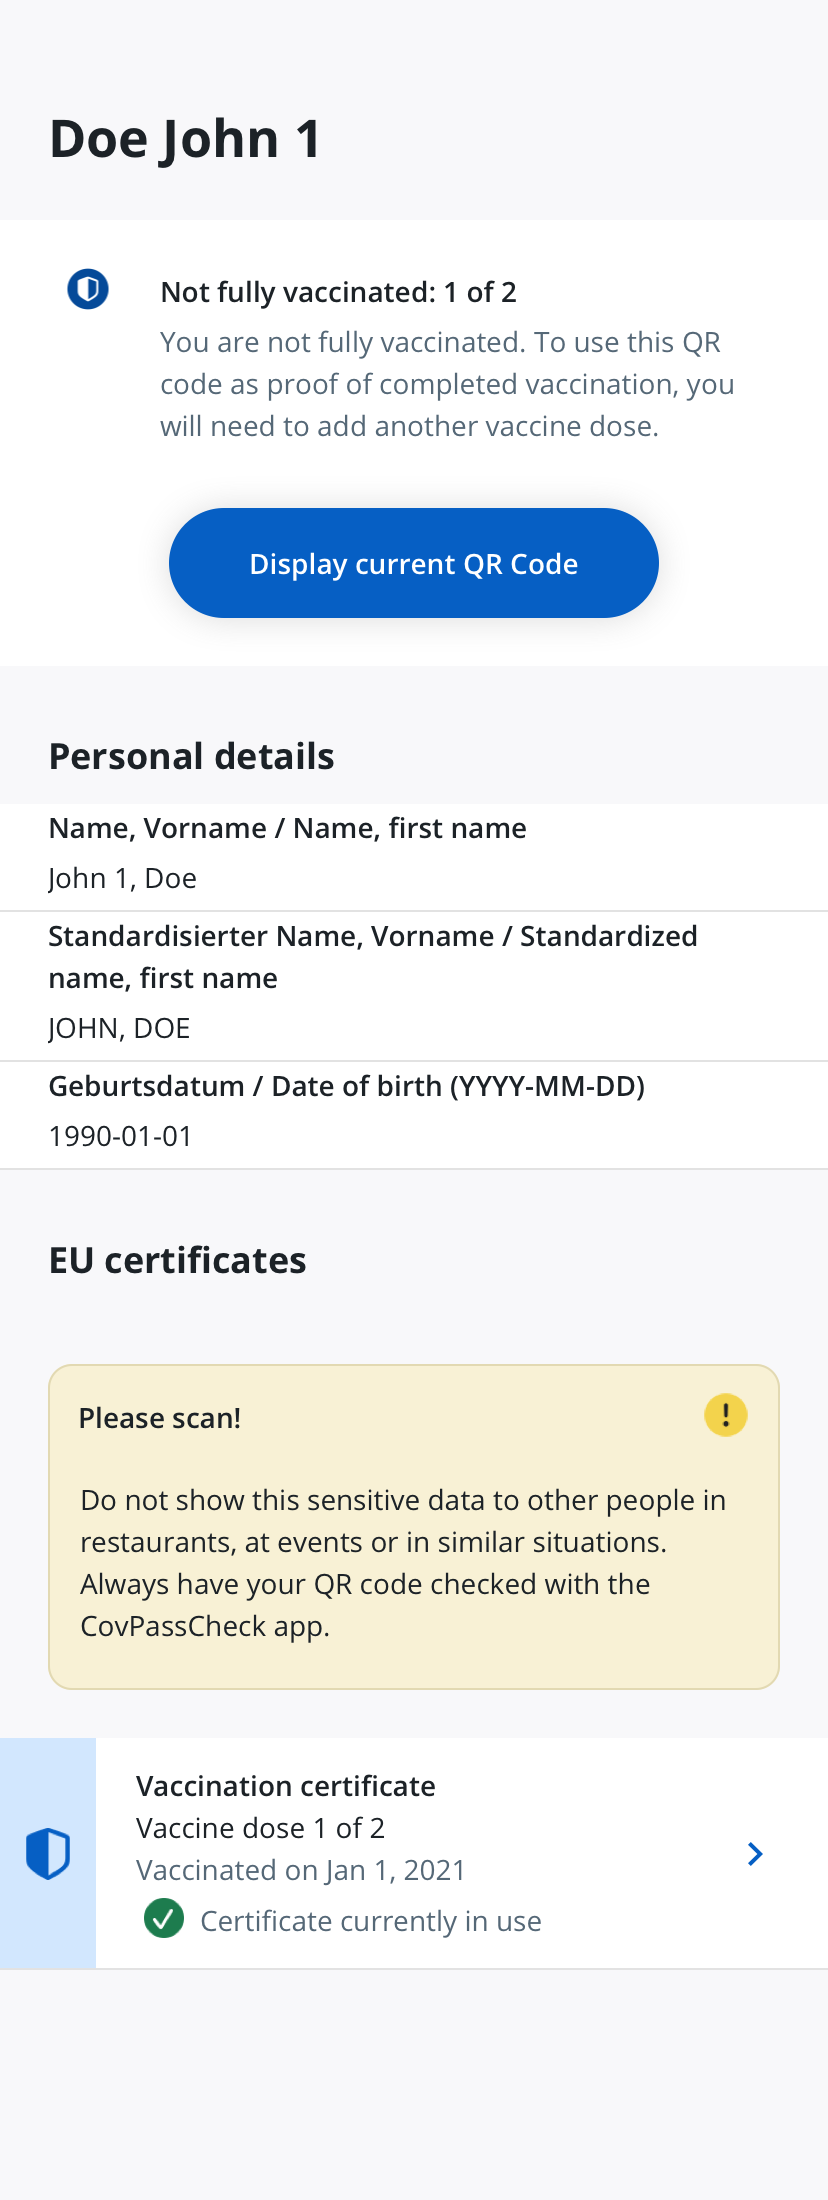 Doe John 1
Not fully vaccinated: 1 of 2
You are not fully vaccinated. To use this QR
code as proof of completed vaccination, you
will need to add another vaccine dose.
Display current QR Code
Personal details
Name, Vorname / Name, first name
John 1, Doe
Standardisierter Name, Vorname / Standardized
name, first name
JOHN, DOE
Geburtsdatum / Date of birth (YYYY-MM-DD)
1990-01-01
EU certificates
Please scan!
Do not show this sensitive data to other people in
restaurants, at events or in similar situations.
Always have your QR code checked with the
CovPassCheck app.
Vaccination certificate
Vaccine dose 1 of 2
Vaccinated on Jan 1, 2021
Certificate currently in use